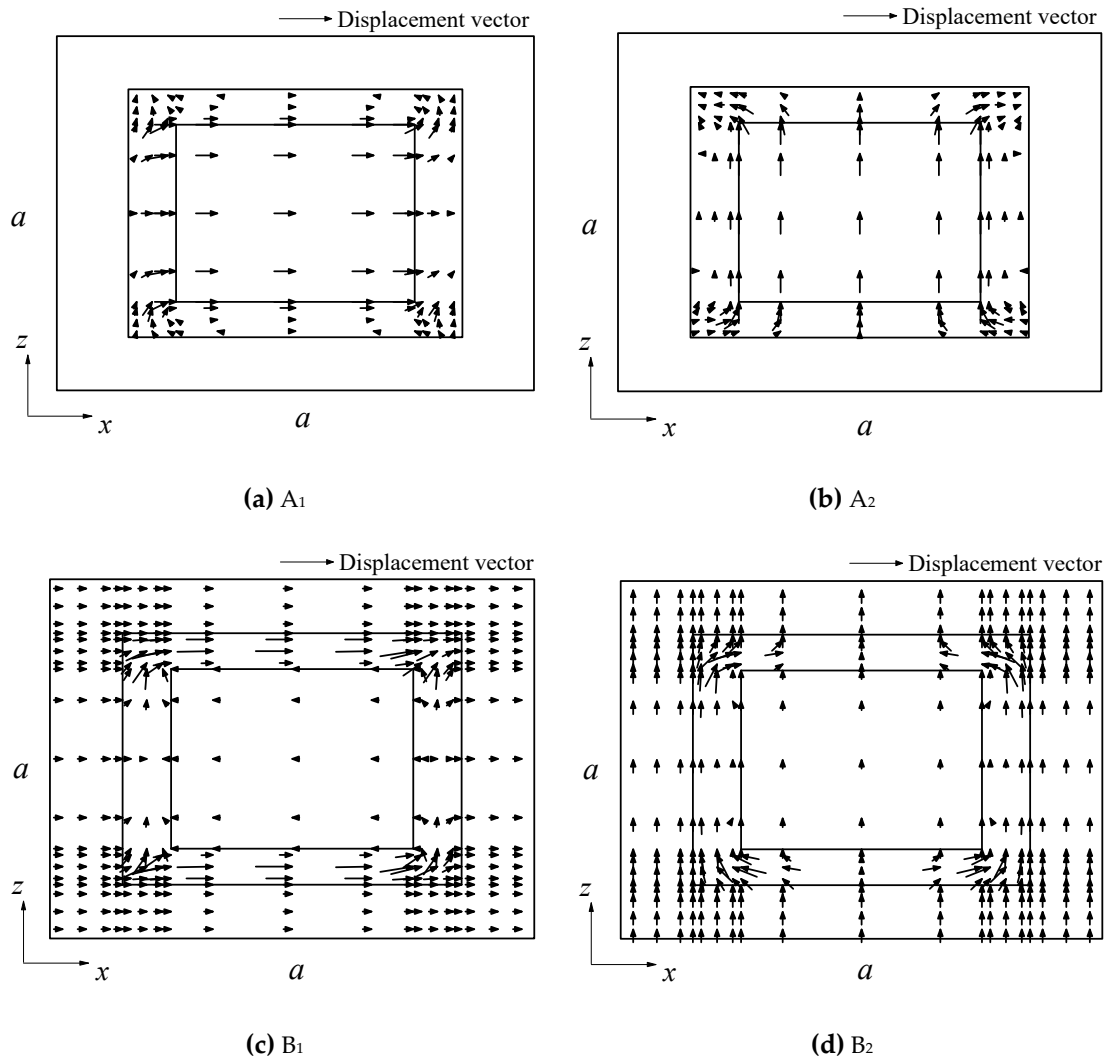 Displacement vector
Displacement vector
a
a
z
x
a
z
x
a
(a) A1
(b) A2
Displacement vector
Displacement vector
a
a
z
x
a
z
x
a
(c) B1
(d) B2